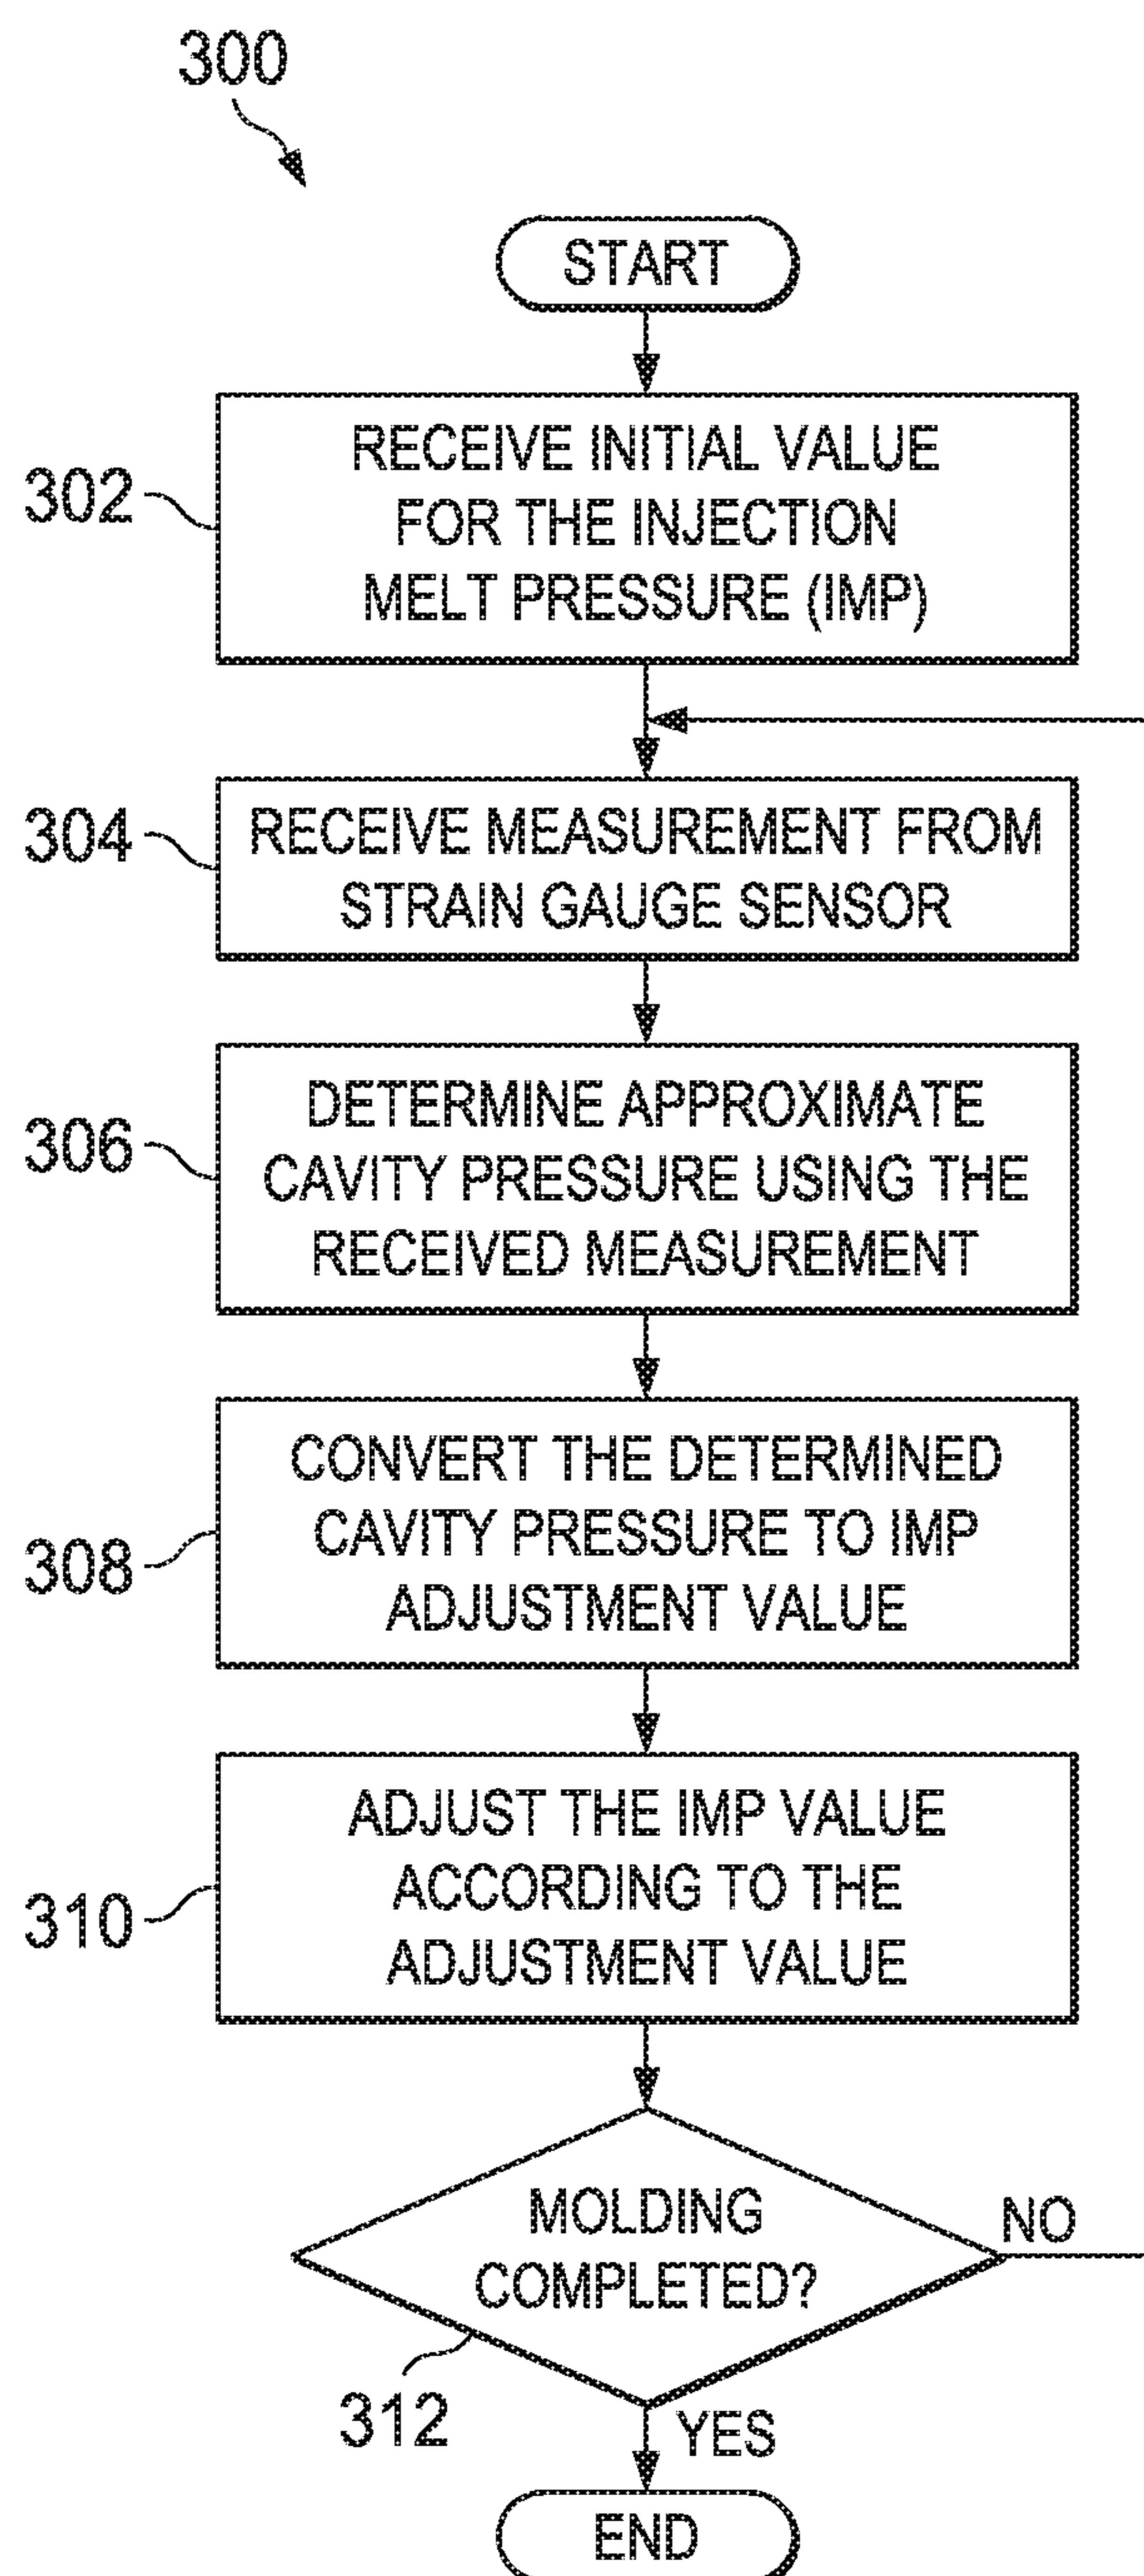 300
START
302
RECEIVE INITIAL VALUE
FOR THE INJECTION
MELT PRESSURE (IMP)
304
RECEIVE MEASUREMENT FROM
STRAIN GAUGE SENSOR
306
DETERMINE APPROXIMATE
CAVITY PRESSURE USING THE
RECEIVED MEASUREMENT
308
CONVERT THE DETERMINED
CAVITY PRESSURE TO IMP
ADJUSTMENT VALUE
310
ADJUST THE IMP VALUE
ACCORDING TO THE
ADJUSTMENT VALUE
MOLDING
COMPLETED?
NO
312
YES
END